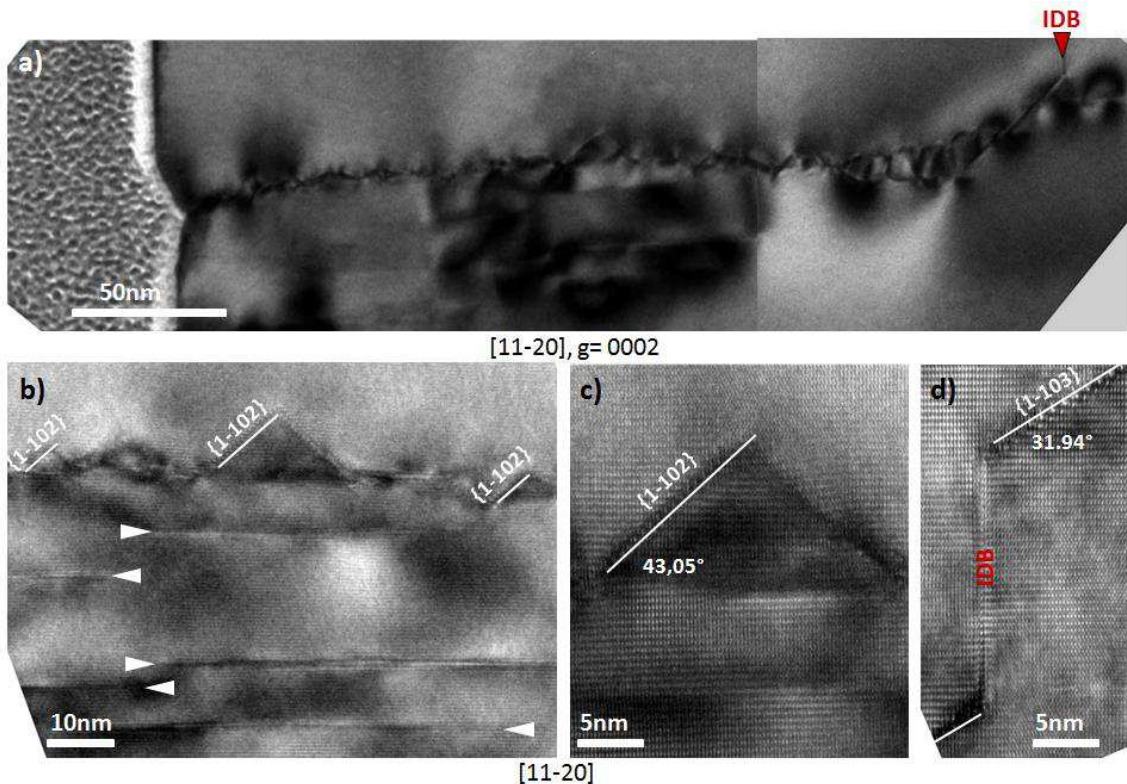 IDB
a)
50nm
[11-20], g= 0002
b)
{1-102}
{1-102}
{1-102}
10nm
c)
{1-102}
43,05°
5nm
d)
{1-103}
31.94°
IDB
5nm
[11-20]